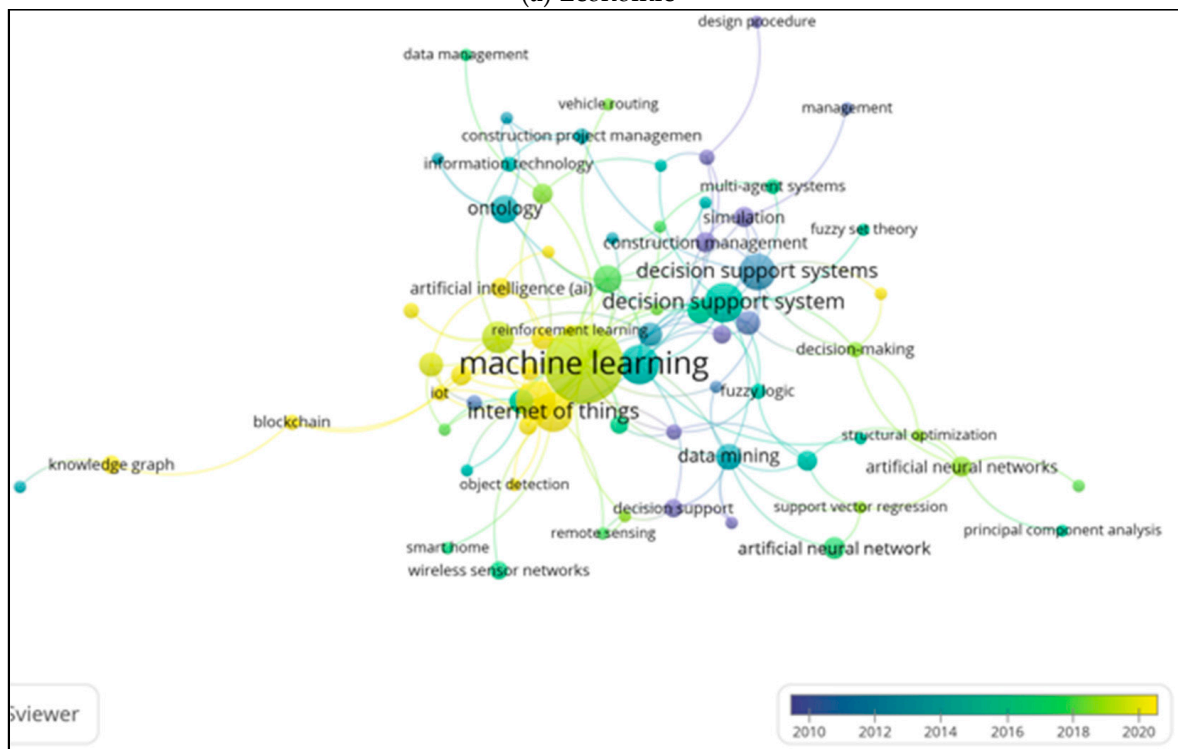 (a) Economic
design procedure
data management
vehicle routing
management
construction project managemen
information technology
multi-agent systems
ontology
simulation
fuzzy set theory
construction management
decision support systems
artificial intelligence (ai)
decision support system
reinforcement learning
decision-making
machine learning
iot
fuzzy logic
internet of things
blockchain
structural optimization
data mining
knowledge graph
artificial neural networks
object detection
decision support
support vector regression
remote sensing
principal component analysis
smart home
artificial neural network
wireless sensor networks
Sviewer
2010 2012 2014 2016 2018 2020